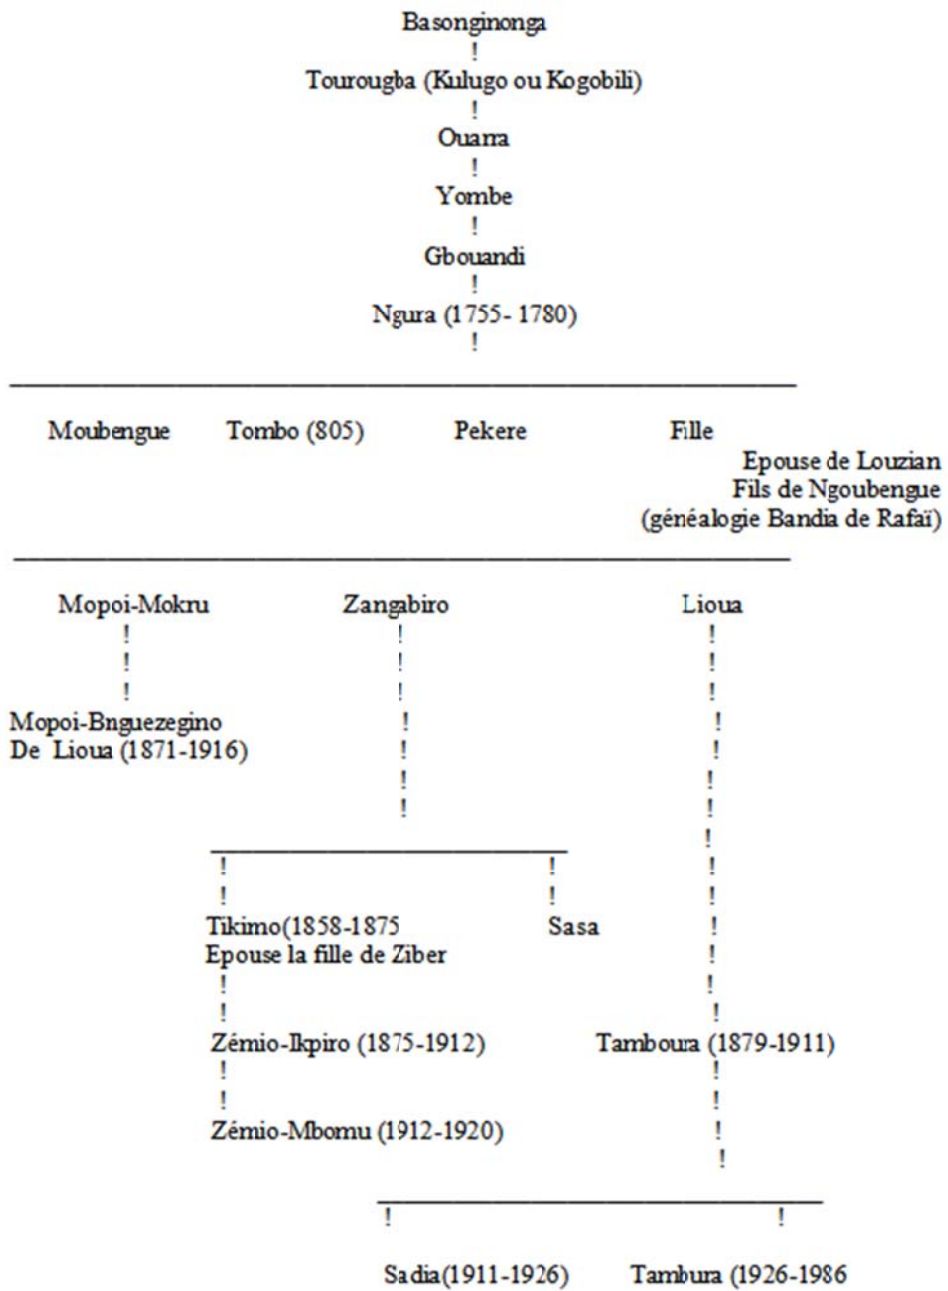 Basonginonga
!
Tourougba (Kulugo ou Kogobili)
!
Ouarra
!
Yombe
!
Gbouandi
!
Ngura (1755- 1780)
!
Moubengue Tombo (805) Pekere Fille
Epouse de Louzian
Fils de Ngoubengue
(généalogie Bandia de Rafaï)
Mopoi-Mokru Zangabiro Lioua
! ! !
! ! !
! ! !
Mopoi-Bnguezegino ! !
De Lioua (1871-1916) ! !
! !
! !
!
! ! !
! ! !
Tikimo(1858-1875 Sasa !
Epouse la fille de Ziber !
! !
! !
Zémio-Ikpiro (1875-1912) Tamboura (1879-1911)
! !
! !
Zémio-Mbomu (1912-1920) !
!
! !
Sadia(1911-1926) Tambura (1926-1986